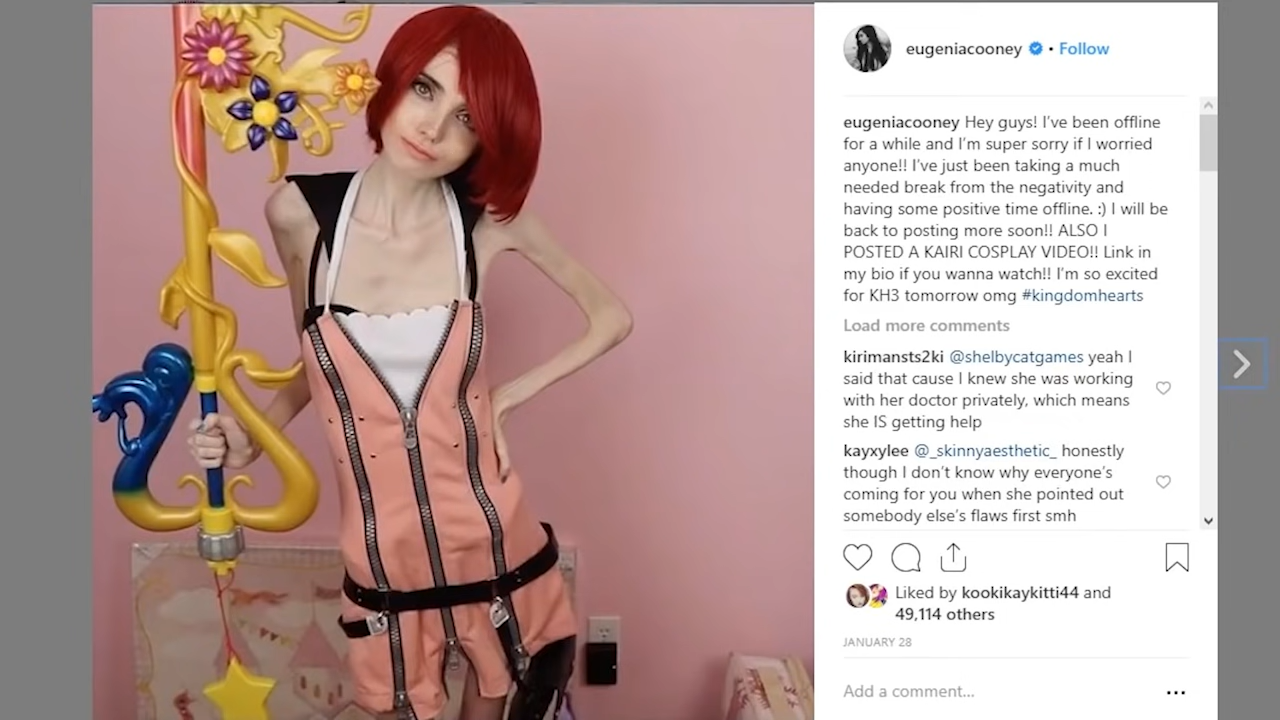 eugeniacooney • Follow
eugeniacooney Hey guys! I've been offline
for a while and I'm super sorry if I worried
anyone!! I've just been taking a much
needed break from the negativity and
having some positive time offline. :) I will be
back to posting more soon!! ALSO I
POSTED A KAIRI COSPLAY VIDEO!! Link in
my bio if you wanna watch!! I'm so excited
for KH3 tomorrow omg #kingdomhearts
Load more comments
kirimansts2ki @shelbycatgames yeah I
said that cause I knew she was working
with her doctor privately, which means
she IS getting help
kayxylee @_skinnyaesthetic_ honestly
though I don't know why everyone's
coming for you when she pointed out
somebody else's flaws first smh
Liked by kookikaykitti44 and
49,114 others
JANUARY 28
Add a comment...